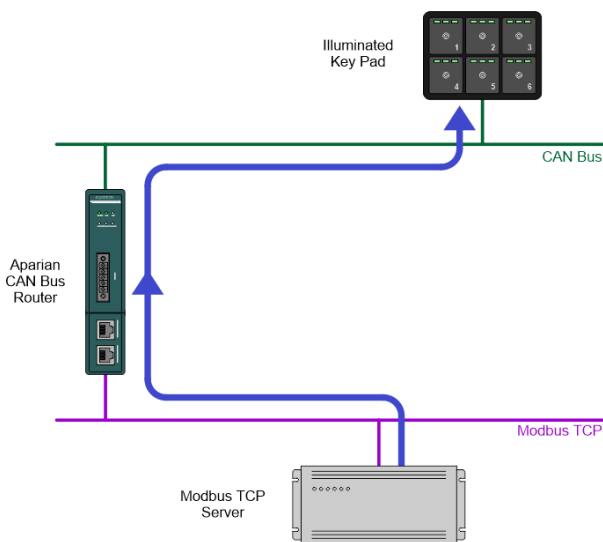 Illuminated
Key Pad
1
2
3
4
5
6
CAN Bus
Aparian
CAN Bus
Router
Modbus TCP
Modbus TCP
Server